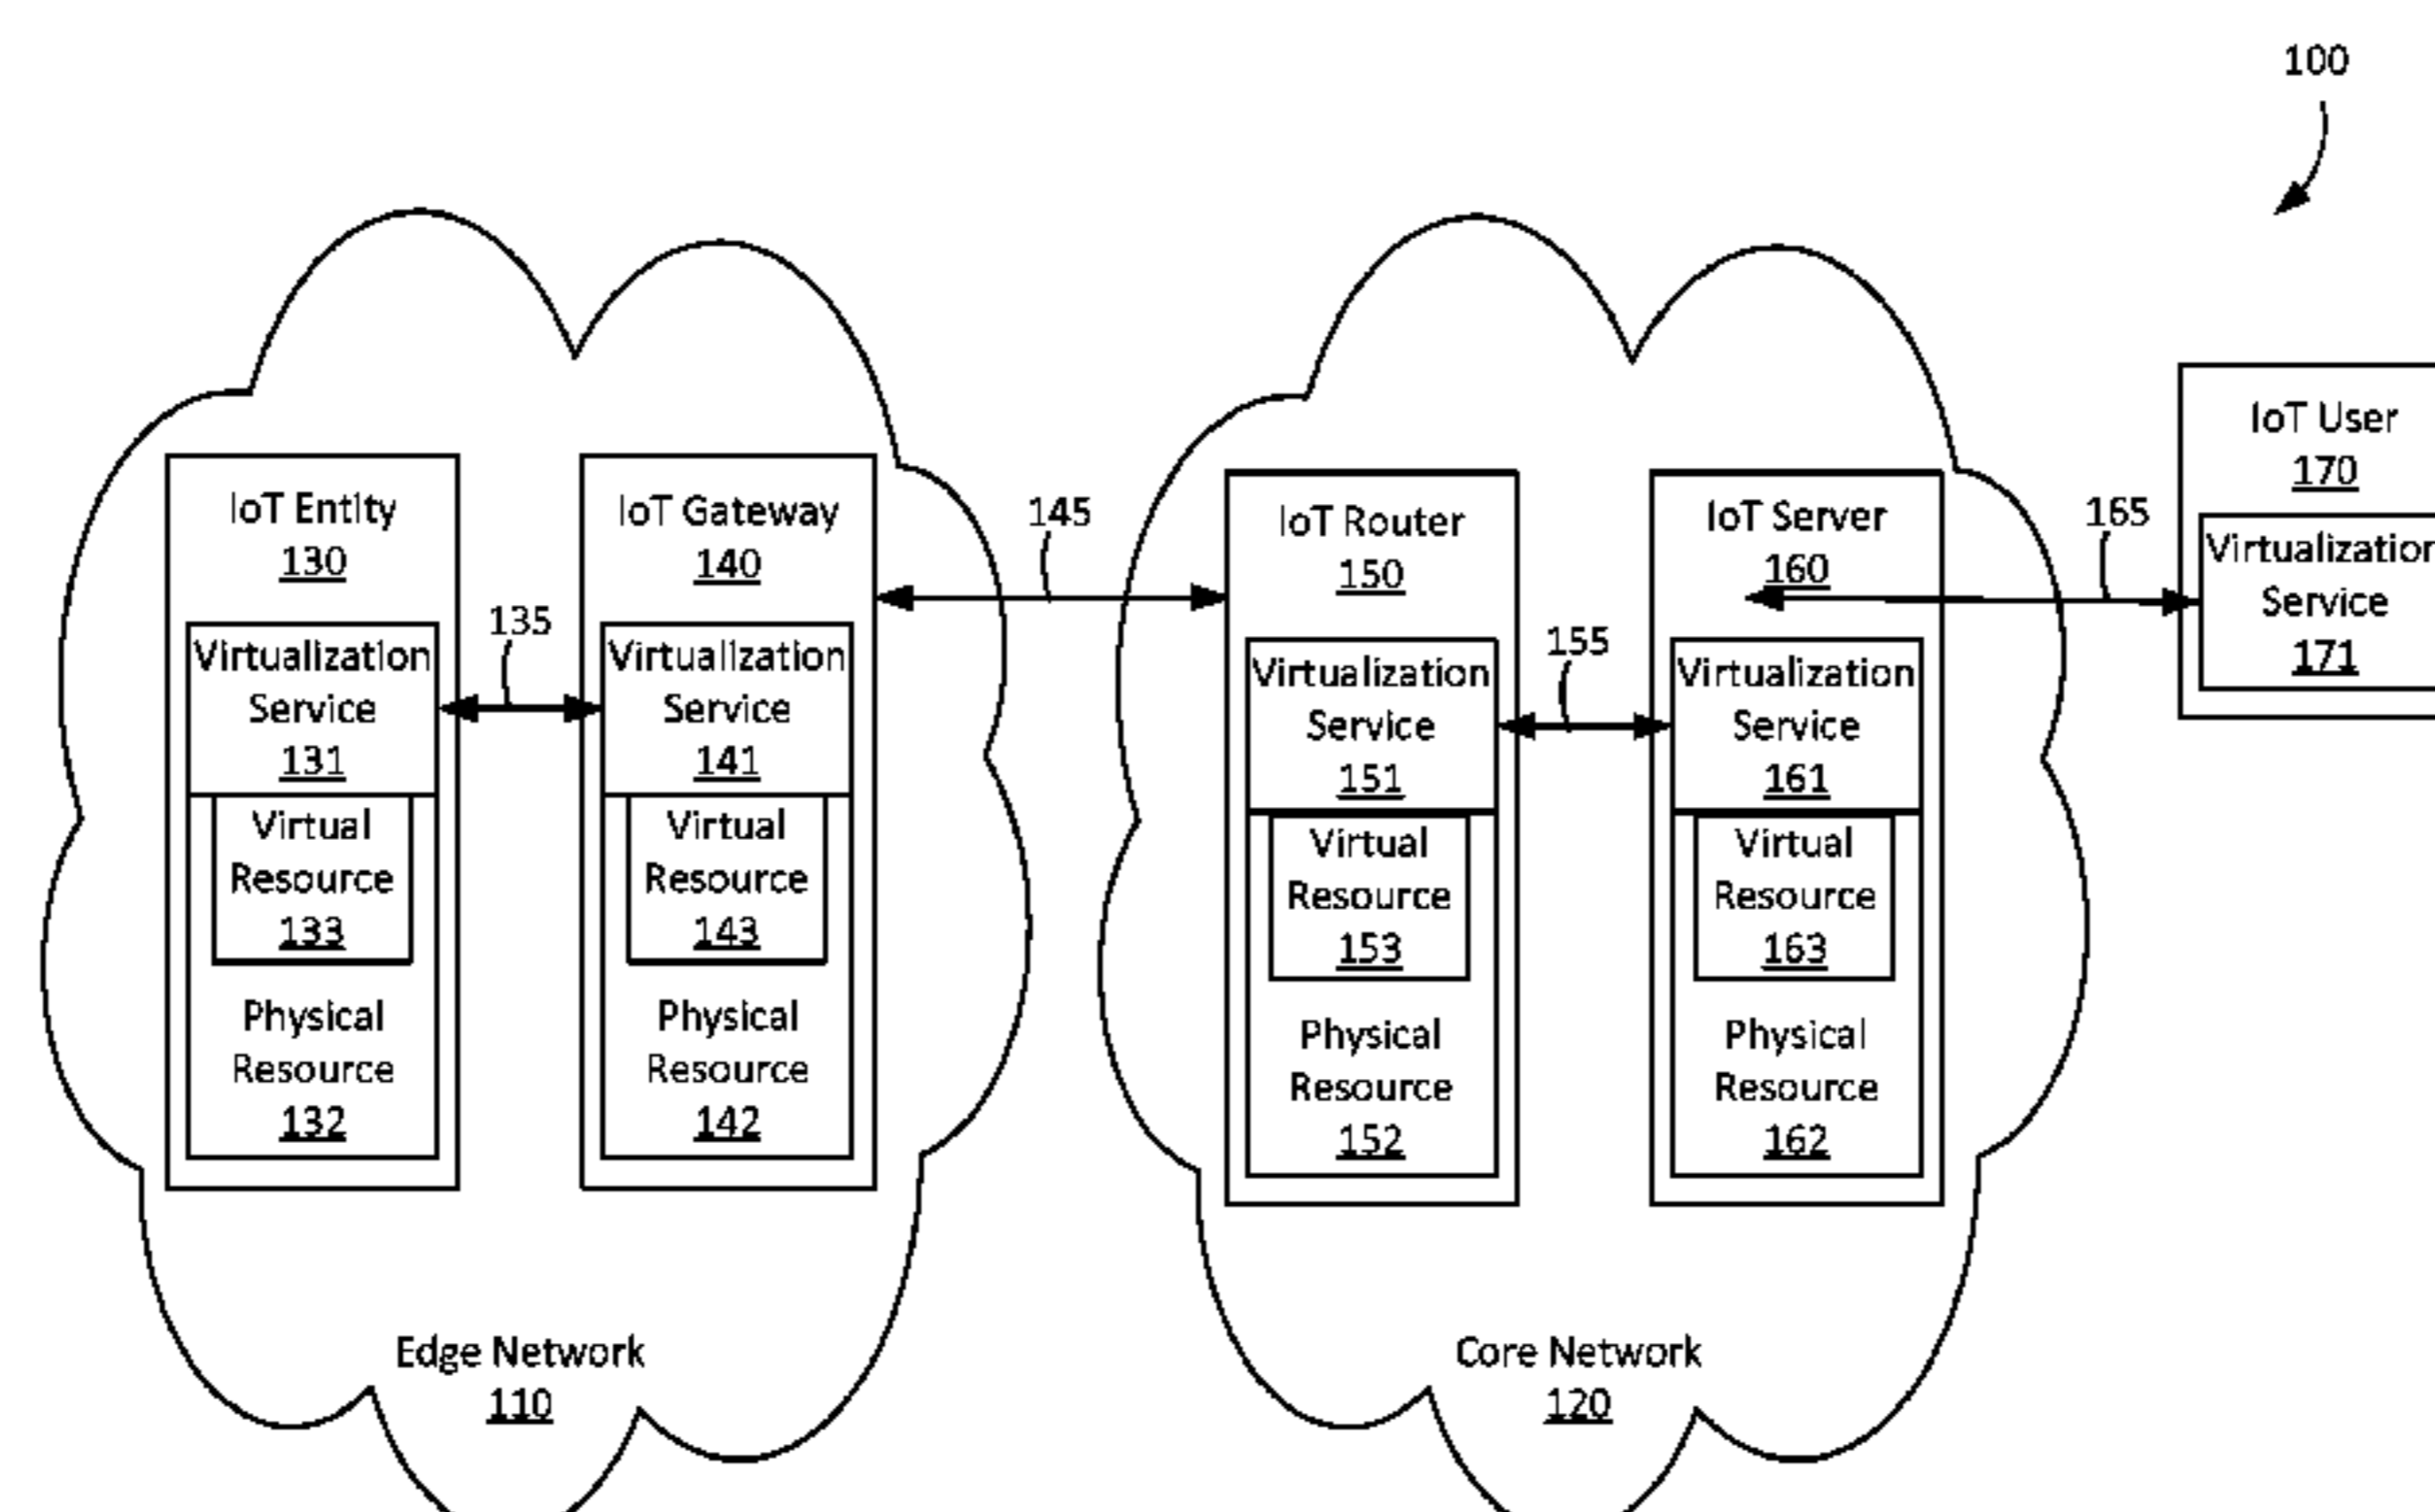 100
IoT Entity
130
Virtualization
Service
131
Virtual
Resource
133
Physical
Resource
132
135
IoT Gateway
140
Virtualization
Service
141
Virtual
Resource
143
Physical
Resource
142
Edge Network
110
145
IoT Router
150
Virtualization
Service
151
Virtual
Resource
153
Physical
Resource
152
155
IoT Server
160
Virtualization
Service
161
Virtual
Resource
163
Physical
Resource
162
Core Network
120
165
IoT User
170
Virtualization
Service
171